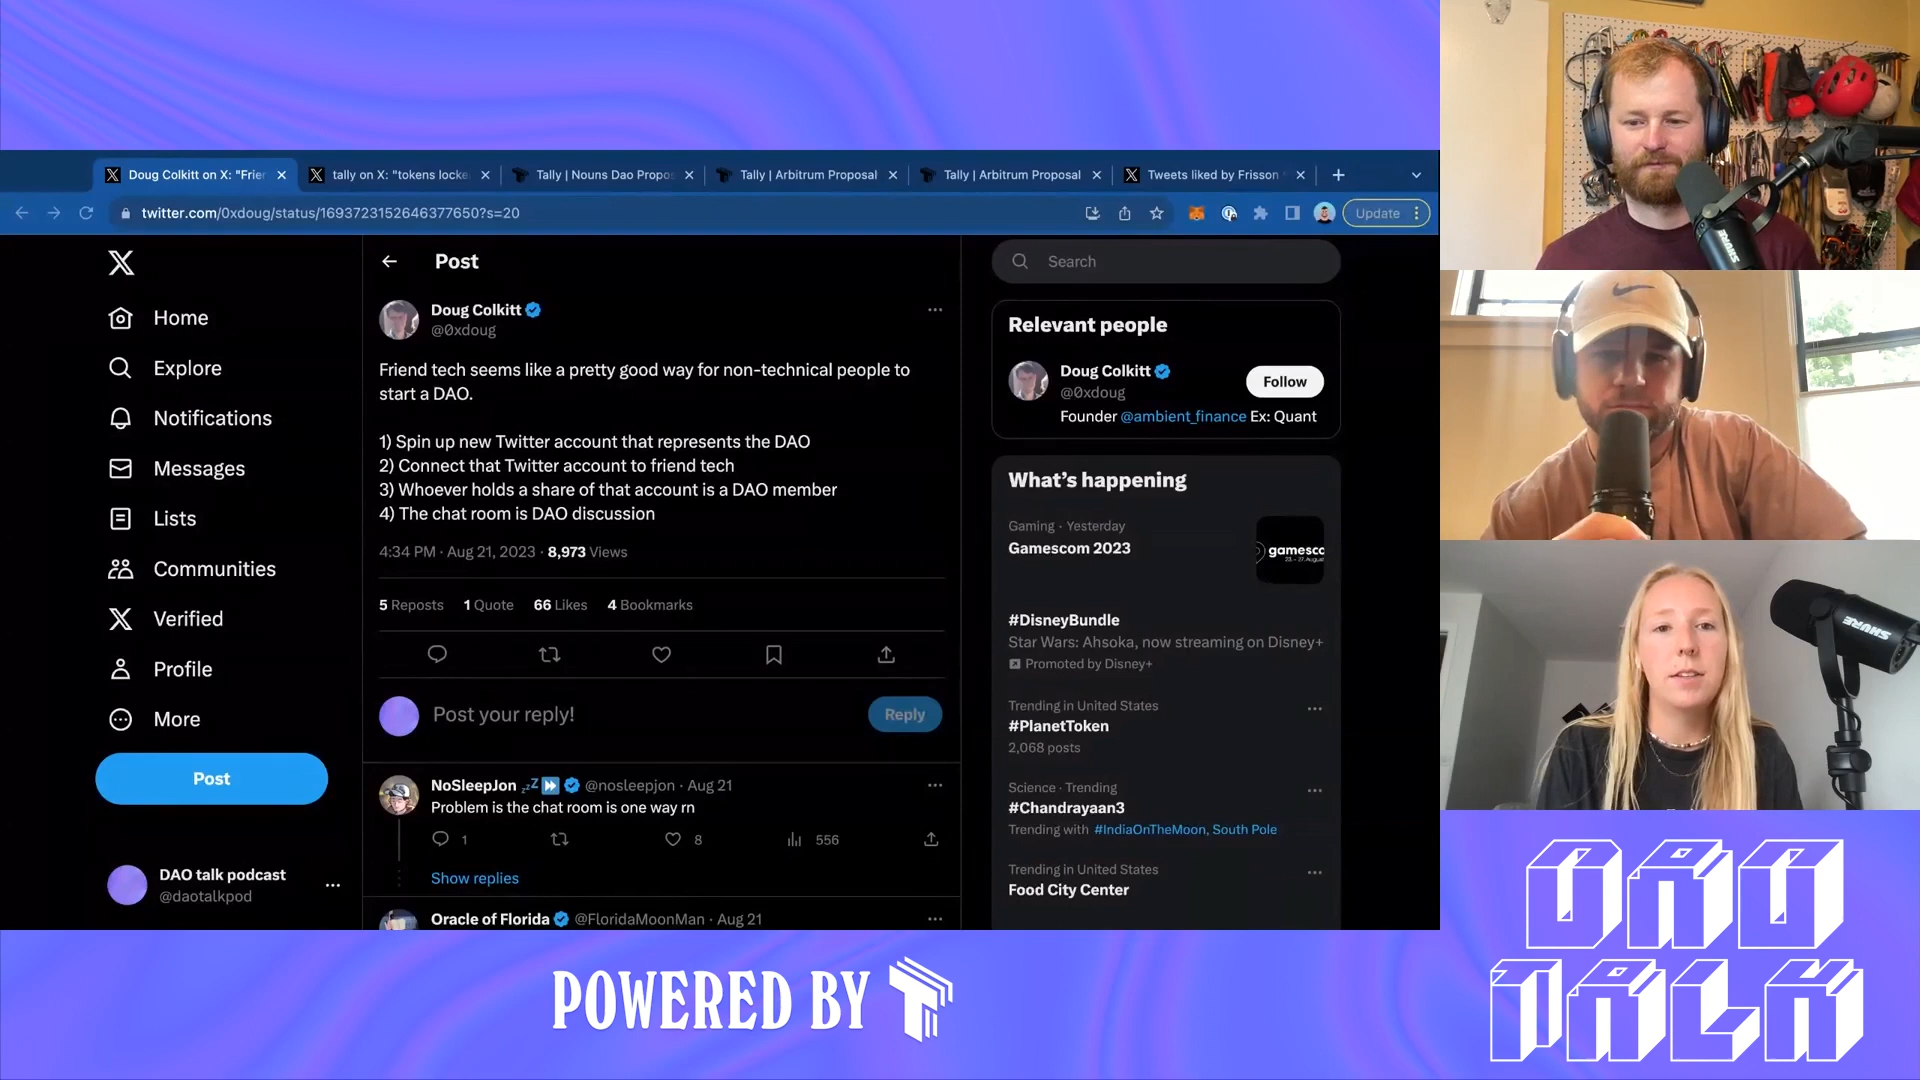 Doug Colkitt on X: "Frien
tally on X: "tokens locke
Tally | Nouns Dao Propos
Tally | Arbitrum Proposal
Tally | Arbitrum Proposal
Tweets liked by Frisson
twitter.com/0xdoug/status/1693723152646377650?s=20
Update
Home
Explore
Notifications
Messages
Lists
Communities
Verified
Profile
More
Post
DAO talk podcast
@daotalkpod
Post
Doug Colkitt
@0xdoug
Friend tech seems like a pretty good way for non-technical people to
start a DAO.
1) Spin up new Twitter account that represents the DAO
2) Connect that Twitter account to friend tech
3) Whoever holds a share of that account is a DAO member
4) The chat room is DAO discussion
4:34 PM · Aug 21, 2023 · 8,973 Views
5 Reposts 1 Quote 66 Likes 4 Bookmarks
Post your reply!
Reply
NoSleepJon @nosleepjon · Aug 21
Problem is the chat room is one way rn
1 8 556
Show replies
Oracle of Florida @FloridaMoonMan · Aug 21
Search
Relevant people
Doug Colkitt
@0xdoug
Follow
Founder @ambient_finance Ex: Quant
What's happening
Gaming · Yesterday
Gamescom 2023
gamesco
#DisneyBundle
Star Wars: Ahsoka, now streaming on Disney+
Promoted by Disney+
Trending in United States
#PlanetToken
2,068 posts
Science · Trending
#Chandrayaan3
Trending with #IndiaOnTheMoon, South Pole
Trending in United States
Food City Center
SHURE
SHURE
POWERED BY
DAO
TALK